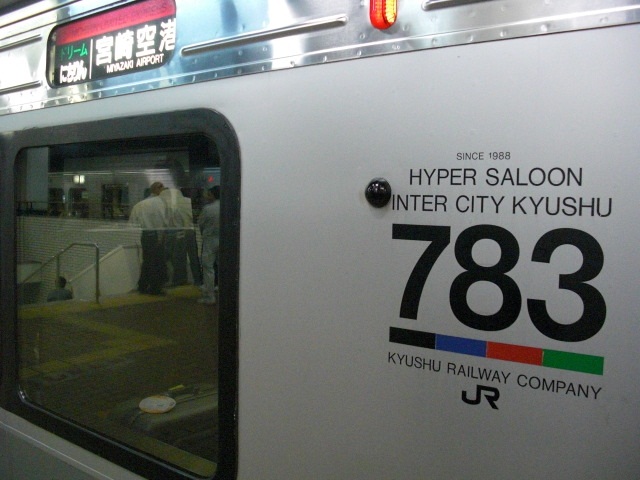 ドリーム
にちりん
宮崎空港
MIYAZAKI AIRPORT
SINCE 1988
HYPER SALOON
INTER CITY KYUSHU
783
KYUSHU RAILWAY COMPANY
JR